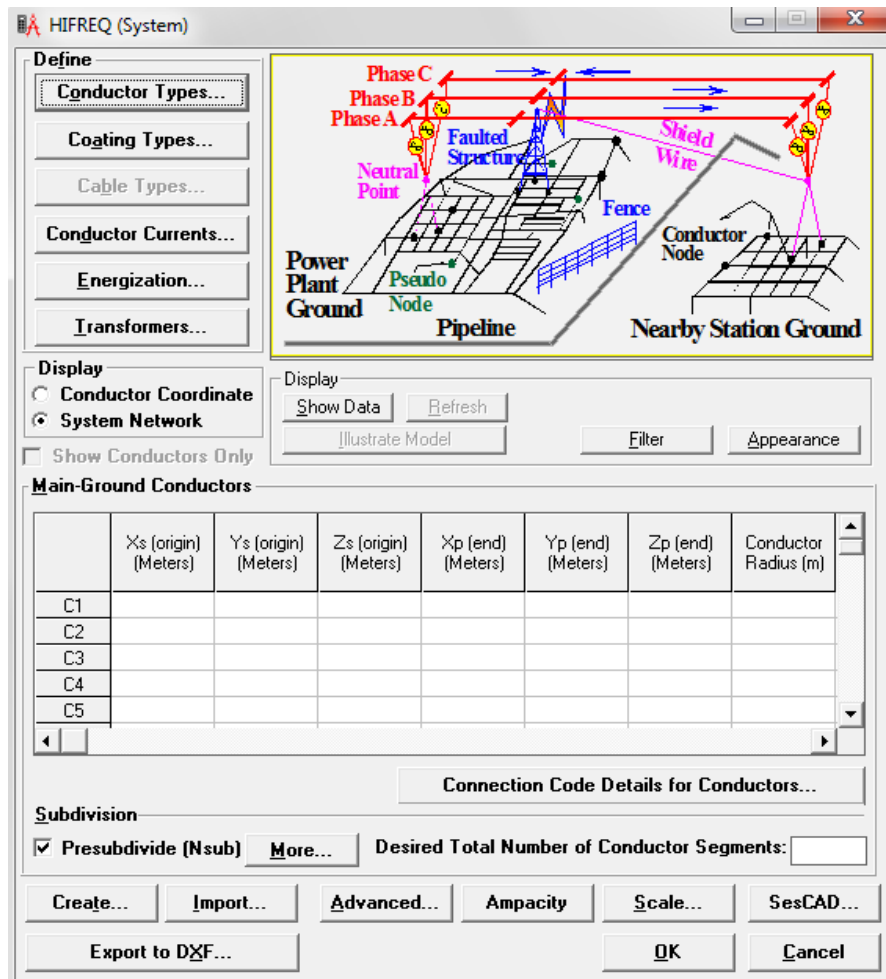 HIFREQ (System)
Define
Conductor Types...
Coating Types...
Cable Types...
Conductor Currents...
Energization...
Transformers...
Phase C
Phase B
Phase A
Faulted
Structure
Shield
Wire
Neutral
Point
Fence
Conductor
Node
Power
Plant
Ground
Pseudo
Node
Pipeline
Nearby Station Ground
Display
Conductor Coordinate
System Network
Show Conductors Only
Display
Show Data
Refresh
Illustrate Model
Filter
Appearance
Main-Ground Conductors
Xs (origin) (Meters)
Ys (origin) (Meters)
Zs (origin) (Meters)
Xp (end) (Meters)
Yp (end) (Meters)
Zp (end) (Meters)
Conductor Radius (m)
C1
C2
C3
C4
C5
Connection Code Details for Conductors...
Subdivision
Presubdivide (Nsub)
More...
Desired Total Number of Conductor Segments:
Create...
Import...
Advanced...
Ampacity
Scale...
SesCAD...
Export to DXF...
OK
Cancel